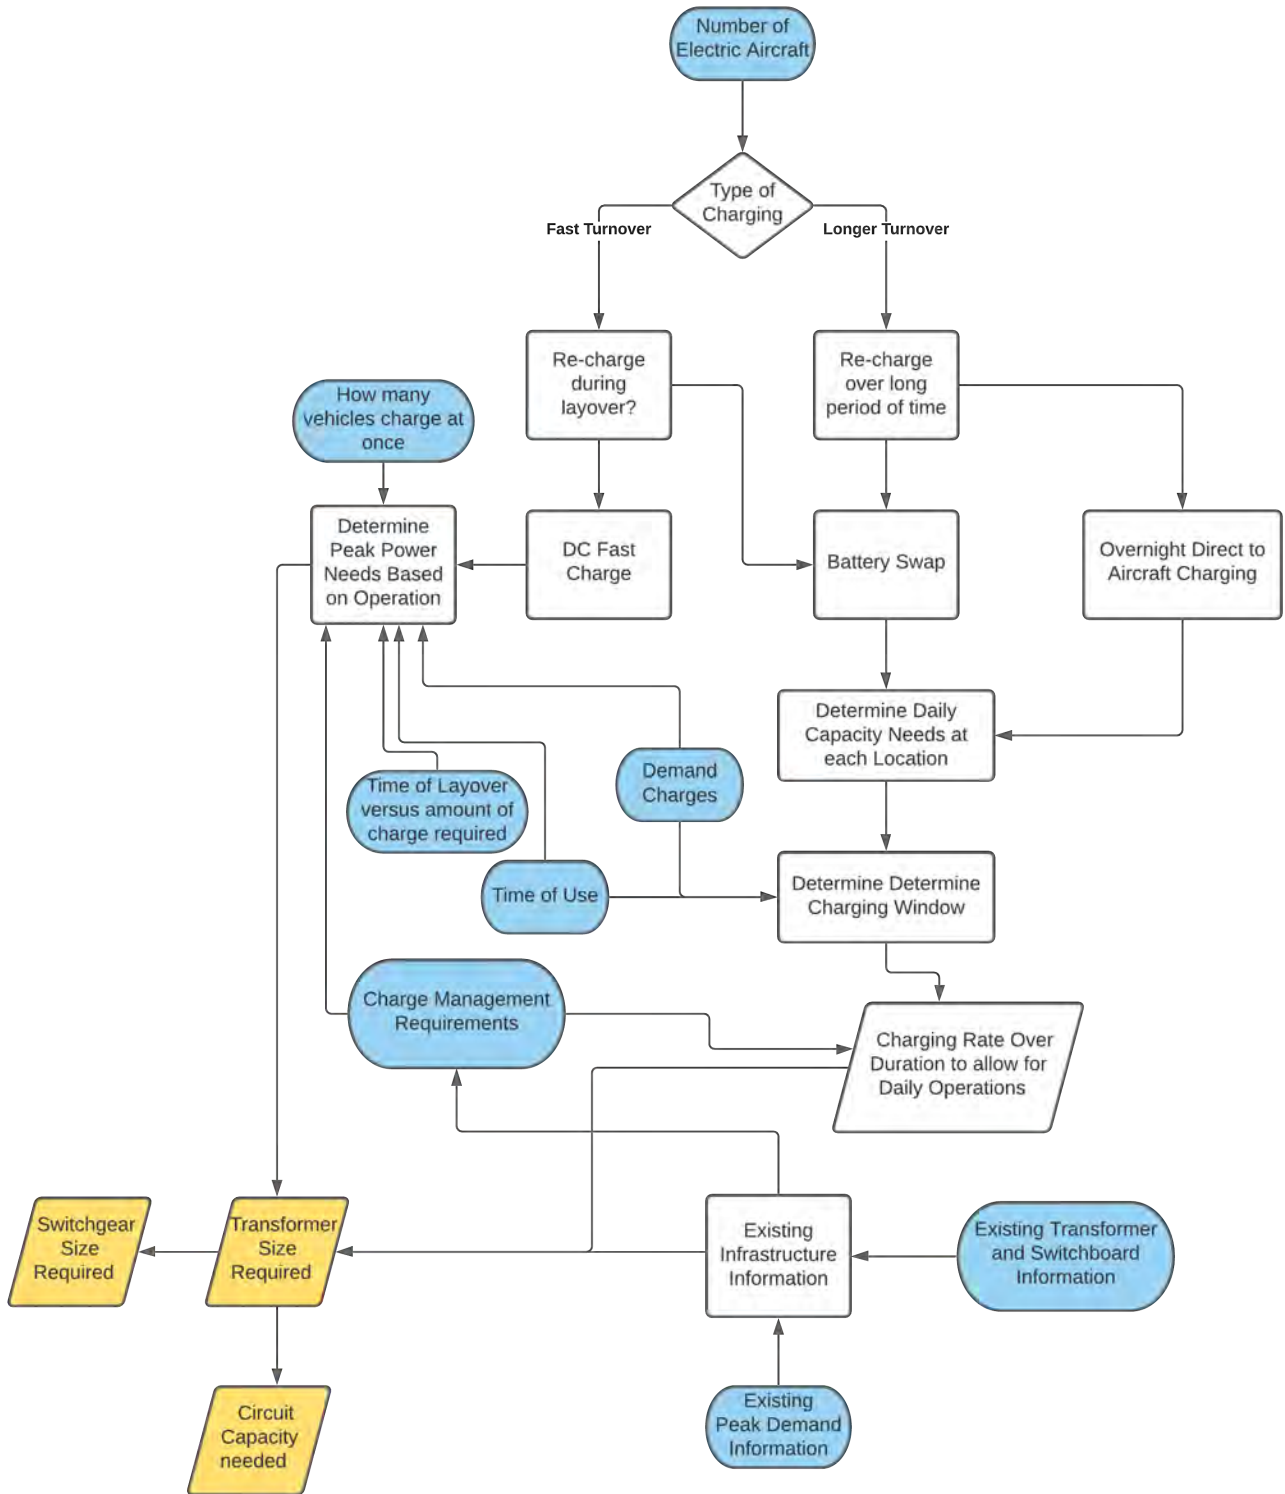 Number of
Electric Aircraft
Type of
Charging
Fast Turnover
Longer Turnover
Re-charge
during
layover?
Re-charge
over long
period of time
How many
vehicles charge at
once
Determine
Peak Power
Needs Based
on Operation
DC Fast
Charge
Battery Swap
Overnight Direct to
Aircraft Charging
Determine Daily
Capacity Needs at
each Location
Demand
Charges
Time of Layover
versus amount of
charge required
Time of Use
Determine Determine
Charging Window
Charge Management
Requirements
Charging Rate Over
Duration to allow for
Daily Operations
Switchgear
Size
Required
Transformer
Size
Required
Existing
Infrastructure
Information
Existing Transformer
and Switchboard
Information
Circuit
Capacity
needed
Existing
Peak Demand
Information